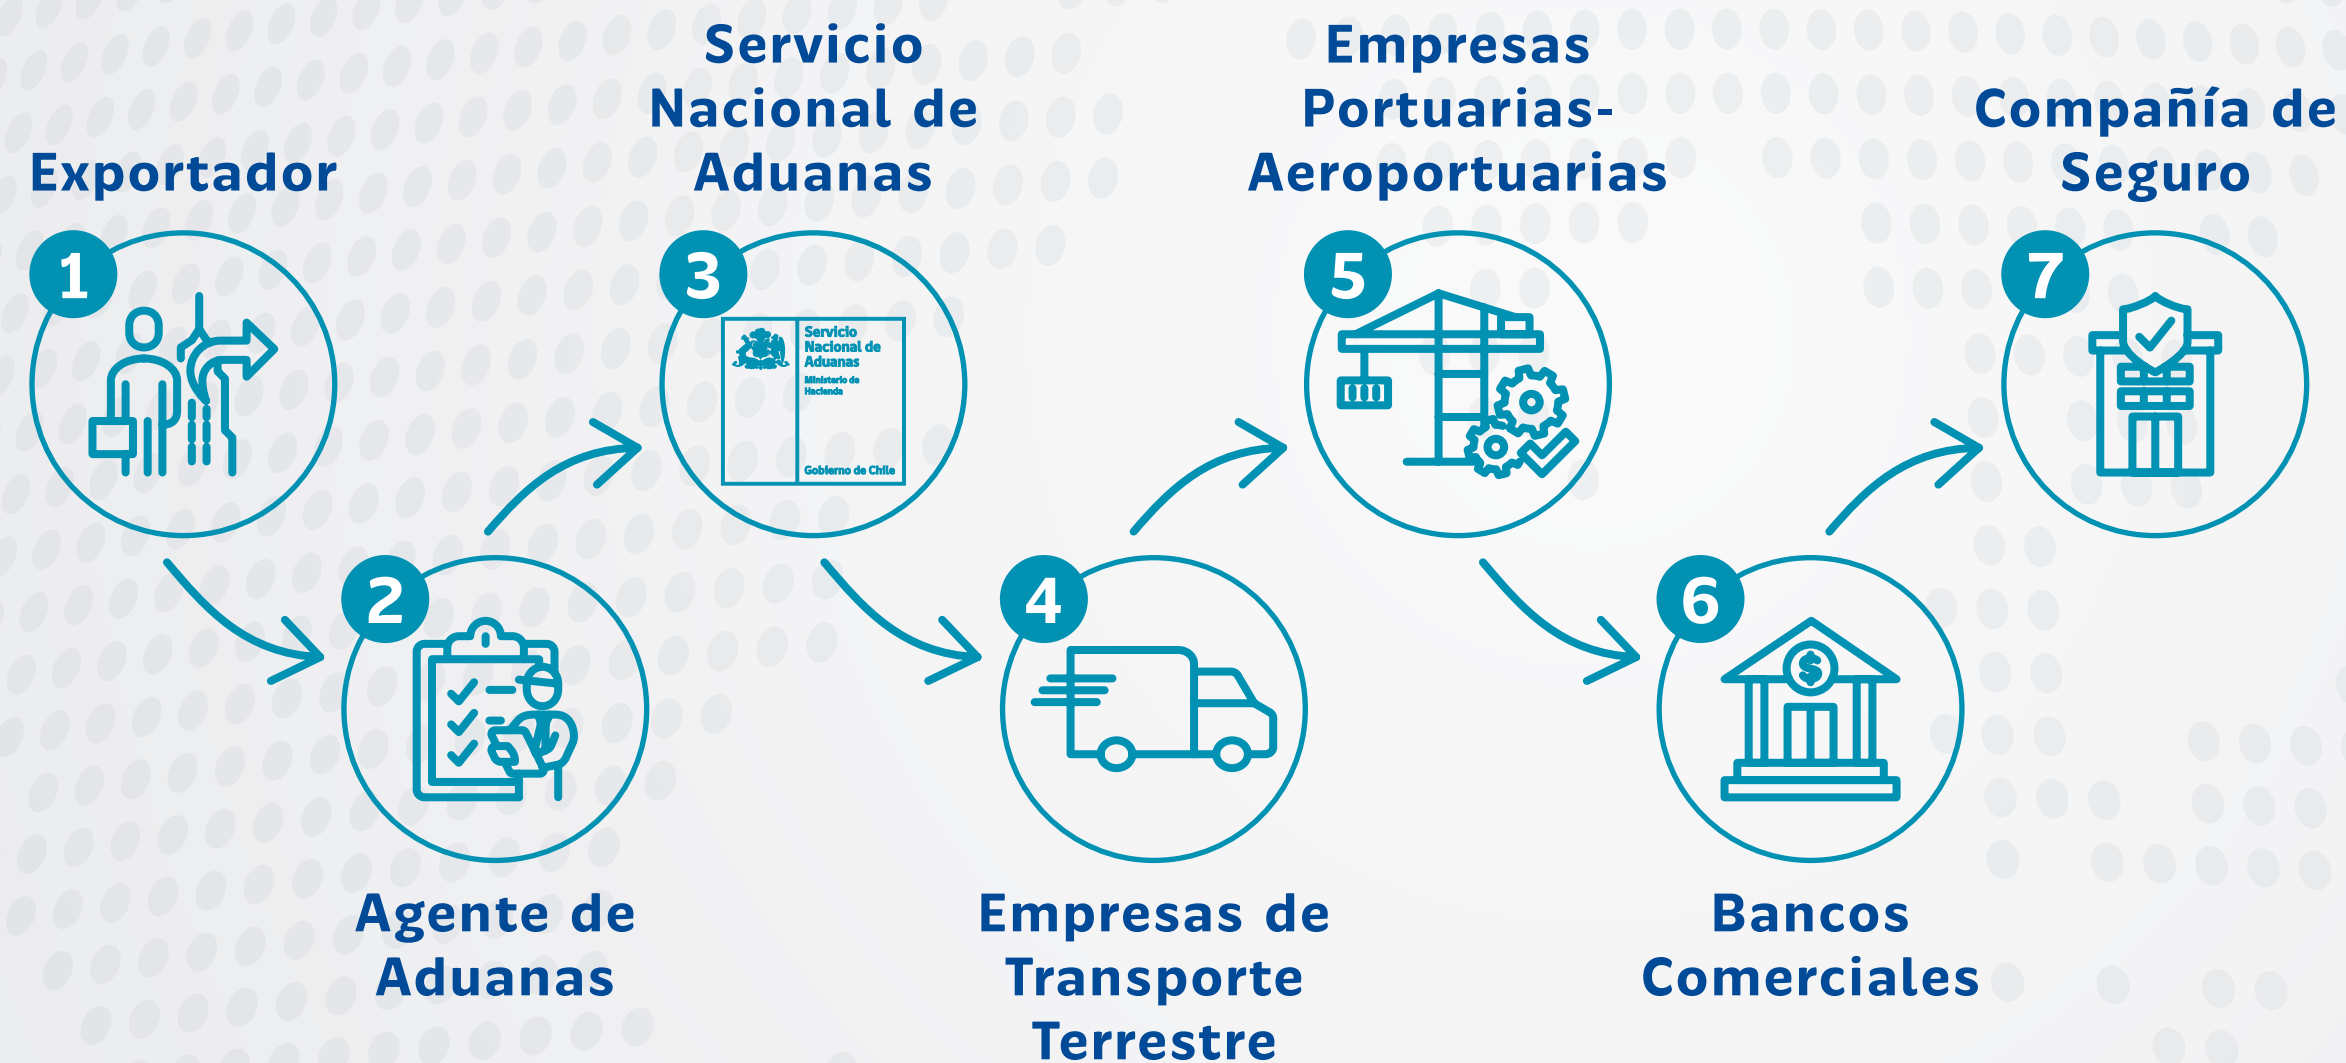 1
Exportador
2
Agente de
Aduanas
3
Servicio
Nacional de
Aduanas
Servicio
Nacional de
Aduanas
Ministerio de
Hacienda
Gobierno de Chile
4
Empresas de
Transporte
Terrestre
5
Empresas
Portuarias-
Aeroportuarias
6
$
Bancos
Comerciales
7
Compañía de
Seguro